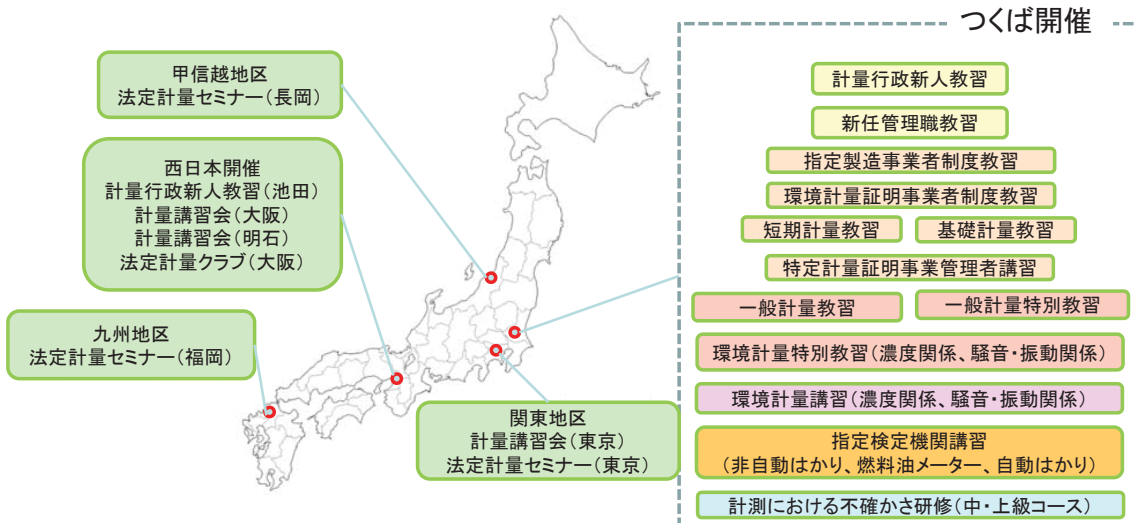 つくば開催
甲信越地区
法定計量セミナー(長岡)
西日本開催
計量行政新人教習(池田)
計量講習会(大阪)
計量講習会(明石)
法定計量クラブ(大阪)
九州地区
法定計量セミナー(福岡)
関東地区
計量講習会(東京)
法定計量セミナー(東京)
計量行政新人教習
新任管理職教習
指定製造事業者制度教習
環境計量証明事業者制度教習
短期計量教習
基礎計量教習
特定計量証明事業管理者講習
一般計量教習
一般計量特別教習
環境計量特別教習(濃度関係、騒音・振動関係)
環境計量講習(濃度関係、騒音・振動関係)
指定検定機関講習
(非自動はかり、燃料油メーター、自動はかり)
計測における不確かさ研修(中・上級コース)